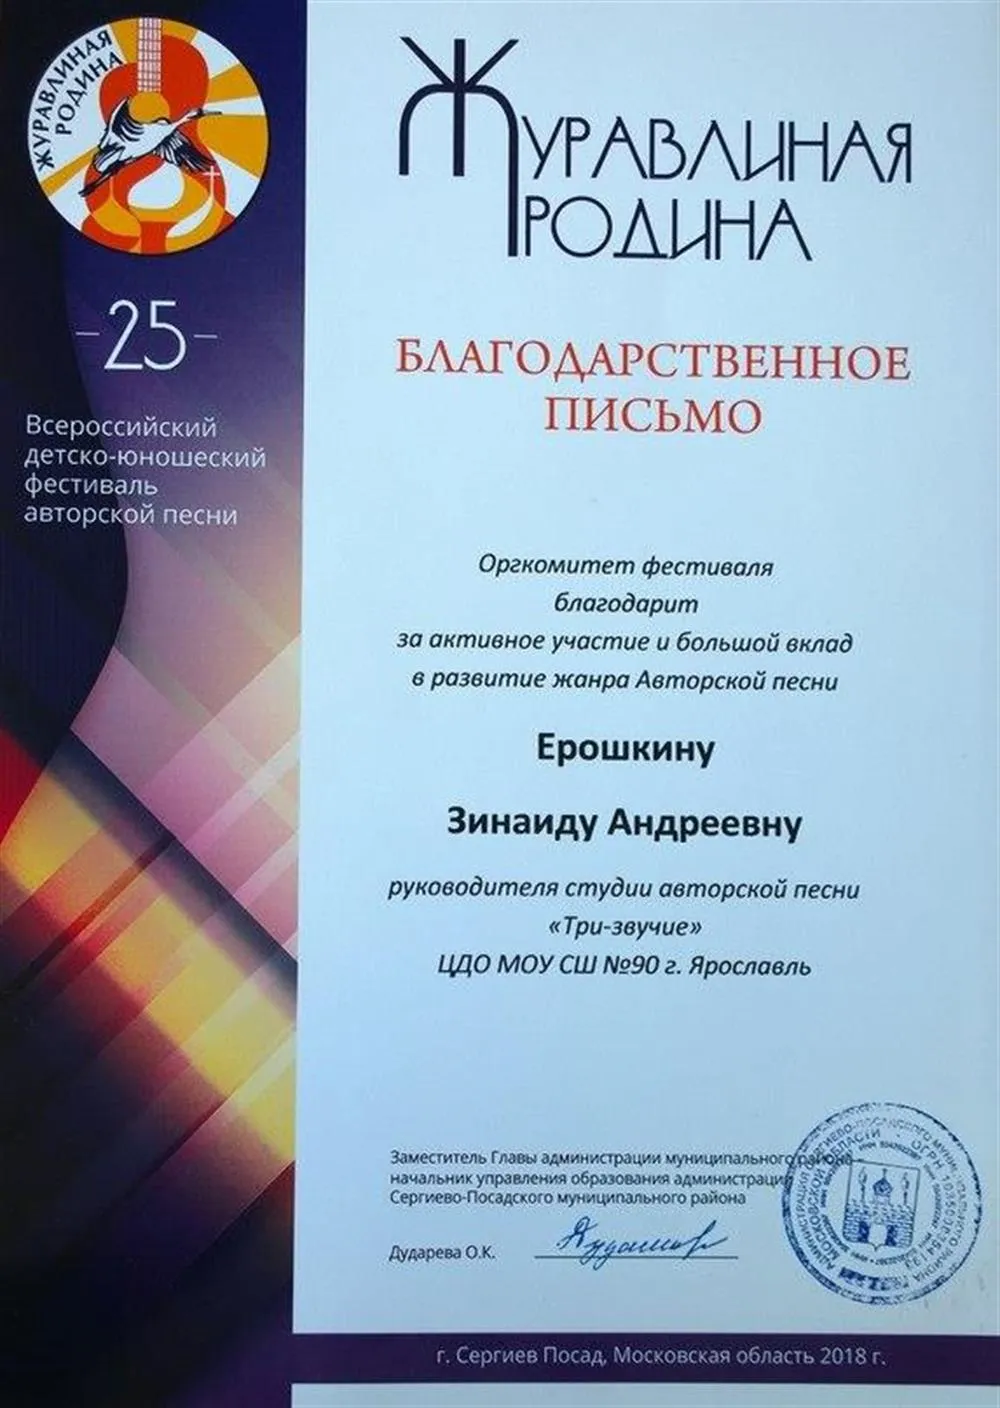 ЖУРАВЛИНАЯ
РОДИНА
-25-
Всероссийский
детско-юношеский
фестиваль
авторской песни
ЖУРАВЛИНАЯ
РОДИНА
БЛАГОДАРСТВЕННОЕ
ПИСЬМО
Оргкомитет фестиваля
благодарит
за активное участие и большой вклад
в развитие жанра Авторской песни
Ерошкину
Зинаиду Андреевну
руководителя студии авторской песни
«Три-звучие»
ЦДО МОУ СШ №90 г. Ярославль
Заместитель Главы администрации муниципального района
начальник управления образования администрации
Сергиево-Посадского муниципального района
Дударева О.К.
МОСКОВСКОЙ ОБЛАСТИ
г. Сергиев Посад, Московская область 2018 г.